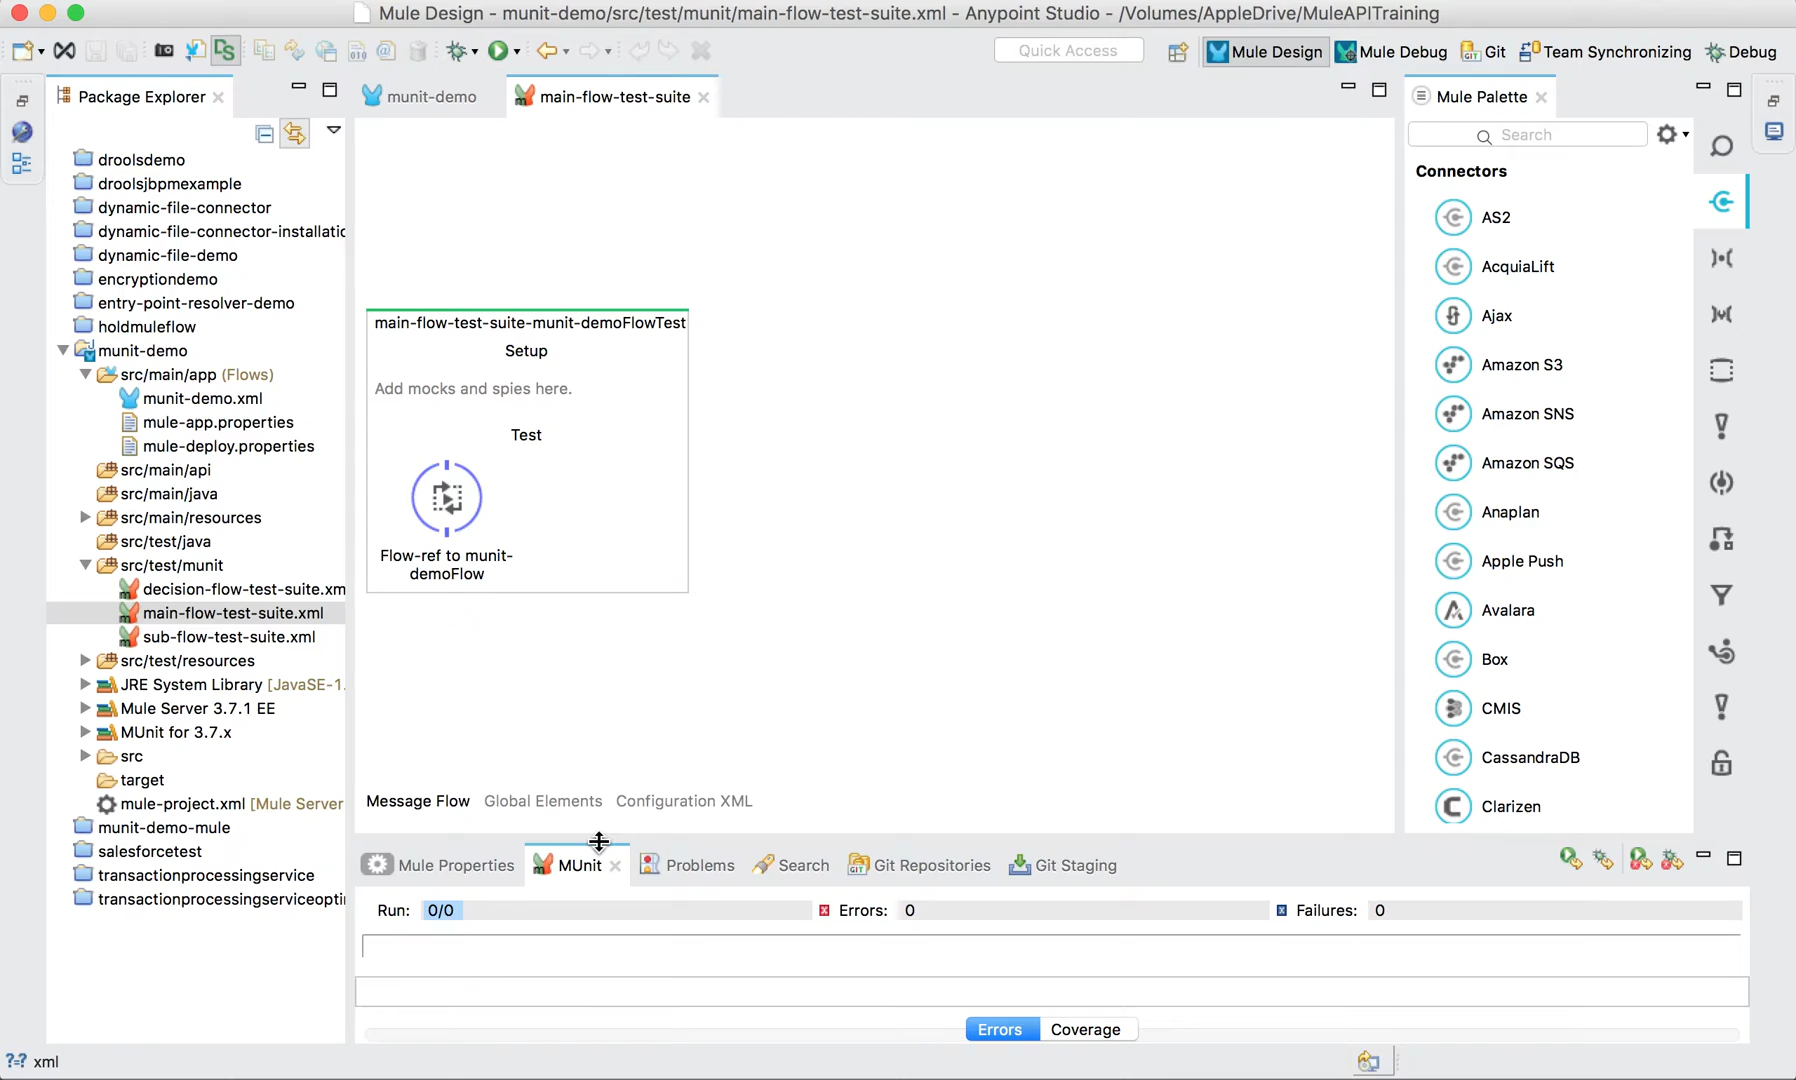 Mule Design - munit-demo/src/test/munit/main-flow-test-suite.xml - Anypoint Studio - /Volumes/AppleDrive/MuleAPITraining
Quick Access
Mule Design
Mule Debug
Git
Team Synchronizing
Debug
Package Explorer
droolsdemo
droolsjbpmexample
dynamic-file-connector
dynamic-file-connector-installatic
dynamic-file-demo
encryptiondemo
entry-point-resolver-demo
holdmuleflow
munit-demo
src/main/app (Flows)
munit-demo.xml
mule-app.properties
mule-deploy.properties
src/main/api
src/main/java
src/main/resources
src/test/java
src/test/munit
decision-flow-test-suite.xm
main-flow-test-suite.xml
sub-flow-test-suite.xml
src/test/resources
JRE System Library [JavaSE-1.
Mule Server 3.7.1 EE
MUnit for 3.7.x
src
target
mule-project.xml [Mule Server
munit-demo-mule
salesforcetest
transactionprocessingservice
transactionprocessingserviceopti
munit-demo
main-flow-test-suite
main-flow-test-suite-munit-demoFlowTest
Setup
Add mocks and spies here.
Test
Flow-ref to munit-
demoFlow
Message Flow
Global Elements
Configuration XML
Mule Palette
Search
Connectors
AS2
AcquiaLift
Ajax
Amazon S3
Amazon SNS
Amazon SQS
Anaplan
Apple Push
Avalara
Box
CMIS
CassandraDB
Clarizen
Mule Properties
MUnit
Problems
Search
Git Repositories
Git Staging
Run: 0/0
Errors: 0
Failures: 0
Errors
Coverage
?-? xml